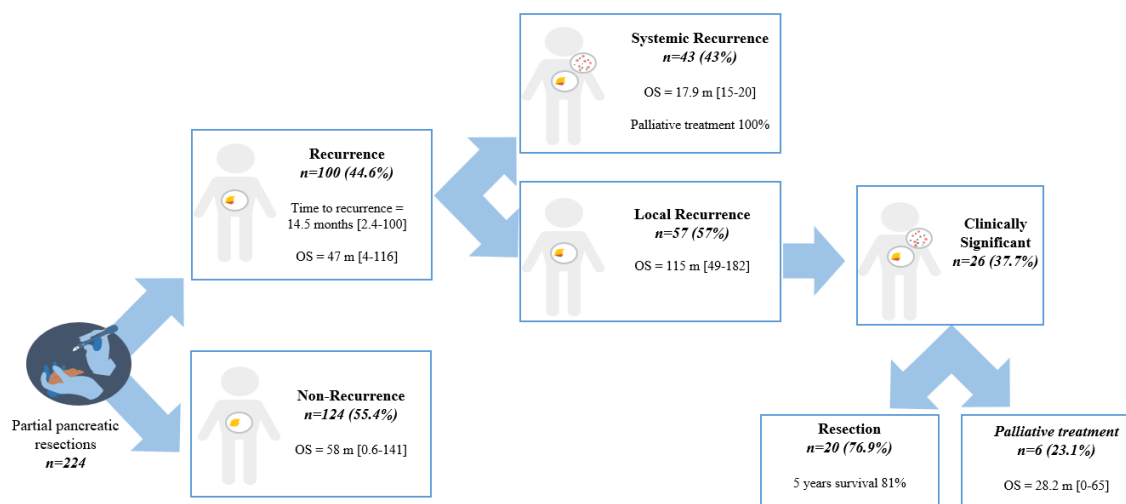 Partial pancreatic
resections
n=224
Recurrence
n=100 (44.6%)
Time to recurrence =
14.5 months [2.4-100]
OS = 47 m [4-116]
Non-Recurrence
n=124 (55.4%)
OS = 58 m [0.6-141]
Systemic Recurrence
n=43 (43%)
OS = 17.9 m [15-20]
Palliative treatment 100%
Local Recurrence
n=57 (57%)
OS = 115 m [49-182]
Clinically
Significant
n=26 (37.7%)
Resection
n=20 (76.9%)
5 years survival 81%
Palliative treatment
n=6 (23.1%)
OS = 28.2 m [0-65]